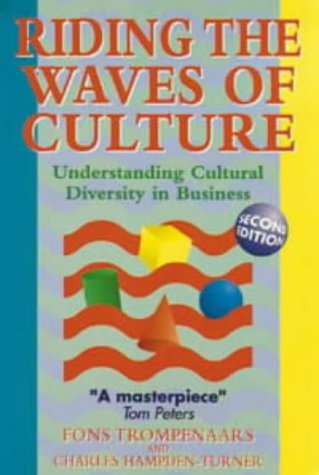 RIDING THE
WAVES OF
CULTURE
Understanding Cultural
Diversity in Business
SECOND
EDITION
"A masterpiece"
Tom Peters
FONS TROMPENAARS
AND
CHARLES HAMPDEN-TURNER